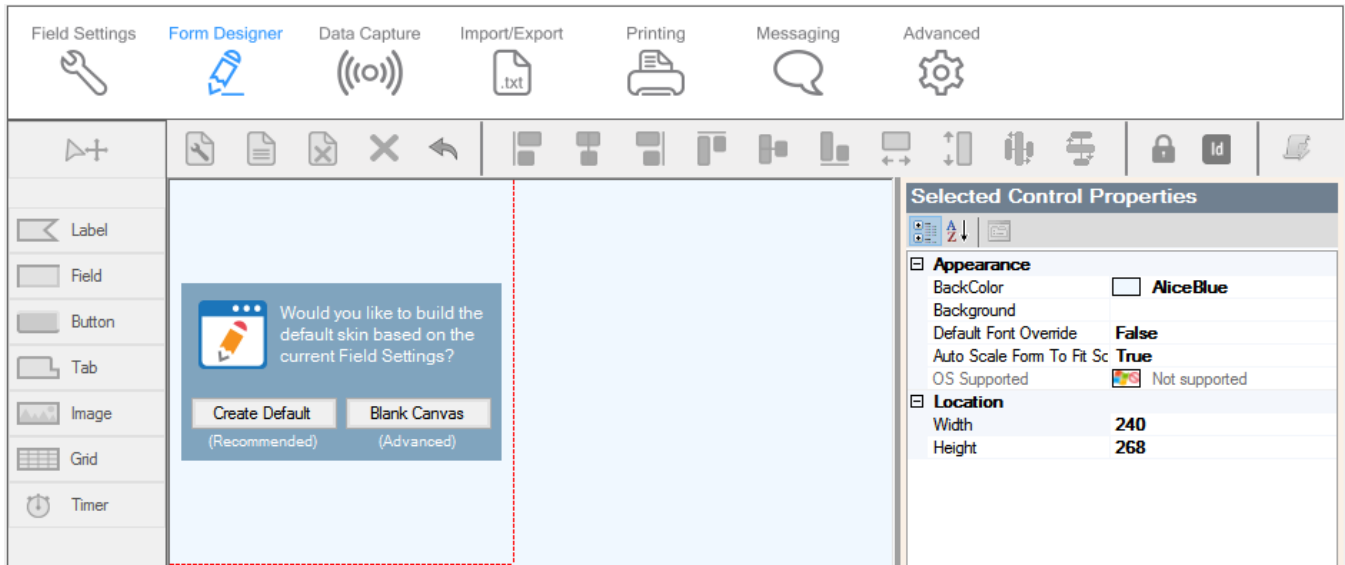 Field Settings Form Designer Data Capture Import/Export Printing Messaging Advanced
.txt
Id
Label
Field
Button
Tab
Image
Grid
Timer
Would you like to build the
default skin based on the
current Field Settings?
Create Default Blank Canvas
(Recommended) (Advanced)
Selected Control Properties
A
Z
Appearance
BackColor AliceBlue
Background
Default Font Override False
Auto Scale Form To Fit Sc True
OS Supported Not supported
Location
Width 240
Height 268